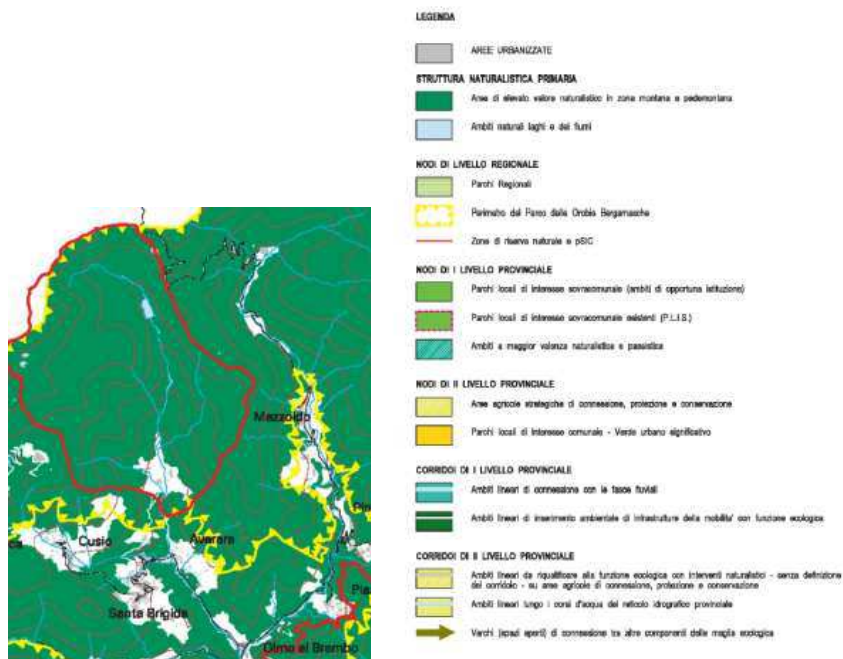 LEGENDA
AREE URBANIZZATE
STRUTTURA NATURALISTICA PRIMARIA
Aree di elevato valore naturalistico in zona montana e pedemontana
Ambiti naturali laghi e dei fiumi
NODI DI LIVELLO REGIONALE
Parchi Regionali
Perimetro del Parco delle Orobie Bergamasche
Zone di riserva naturale e pSIC
NODI DI I LIVELLO PROVINCIALE
Parchi locali di interesse sovracomunale (ambiti di opportuna istituzione)
Parchi locali di interesse sovracomunale esistenti (P.L.I.S.)
Ambiti a maggior valenza naturalistica e paesistica
NODI DI II LIVELLO PROVINCIALE
Aree agricole strategiche di connessione, protezione e conservazione
Parchi locali di interesse comunale - Verde urbano significativo
CORRIDOI DI I LIVELLO PROVINCIALE
Ambiti lineari di connessione con le fasce fluviali
Ambiti lineari di inserimento ambientale di infrastrutture della mobilita' con funzione ecologica
CORRIDOI DI II LIVELLO PROVINCIALE
Ambiti lineari da riqualificare alla funzione ecologica con interventi naturalistici - senza definizione
del corridoio - su aree agricole di connessione, protezione e conservazione
Ambiti lineari lungo i corsi d'acqua del reticolo idrografico provinciale
Varchi (spazi aperti) di connessione tra altre componenti della maglia ecologica
Mezzoldo
Cusio
Averara
Santa Brigida
Pia
Olmo al Brembo